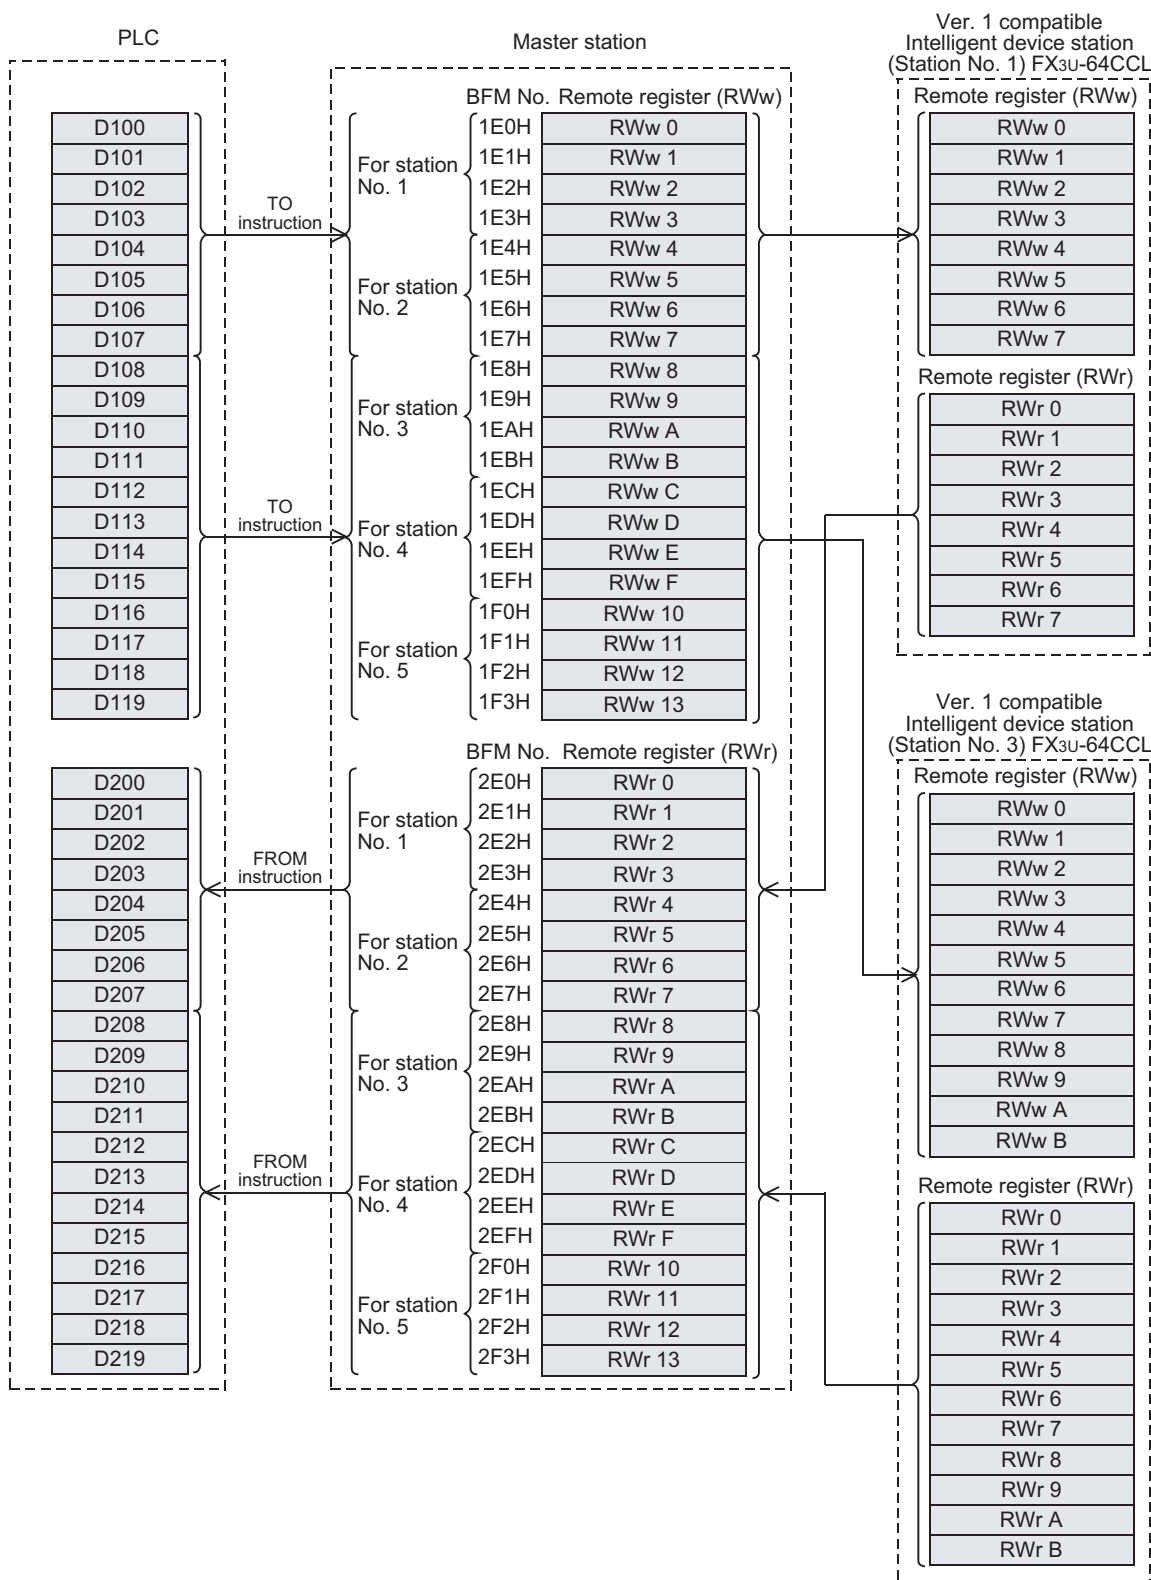 PLC
Master station
Ver. 1 compatible
Intelligent device station
(Station No. 1) FX3U-64CCL
D100
D101
D102
D103
D104
D105
D106
D107
D108
D109
D110
D111
D112
D113
D114
D115
D116
D117
D118
D119
D200
D201
D202
D203
D204
D205
D206
D207
D208
D209
D210
D211
D212
D213
D214
D215
D216
D217
D218
D219
TO
instruction
TO
instruction
FROM
instruction
FROM
instruction
BFM No. Remote register (RWw)
For station
No. 1
1E0H RWw 0
1E1H RWw 1
1E2H RWw 2
1E3H RWw 3
For station
No. 2
1E4H RWw 4
1E5H RWw 5
1E6H RWw 6
1E7H RWw 7
For station
No. 3
1E8H RWw 8
1E9H RWw 9
1EAH RWw A
1EBH RWw B
For station
No. 4
1ECH RWw C
1EDH RWw D
1EEH RWw E
1EFH RWw F
For station
No. 5
1F0H RWw 10
1F1H RWw 11
1F2H RWw 12
1F3H RWw 13
BFM No. Remote register (RWr)
For station
No. 1
2E0H RWr 0
2E1H RWr 1
2E2H RWr 2
2E3H RWr 3
For station
No. 2
2E4H RWr 4
2E5H RWr 5
2E6H RWr 6
2E7H RWr 7
For station
No. 3
2E8H RWr 8
2E9H RWr 9
2EAH RWr A
2EBH RWr B
For station
No. 4
2ECH RWr C
2EDH RWr D
2EEH RWr E
2EFH RWr F
For station
No. 5
2F0H RWr 10
2F1H RWr 11
2F2H RWr 12
2F3H RWr 13
Remote register (RWw)
RWw 0
RWw 1
RWw 2
RWw 3
RWw 4
RWw 5
RWw 6
RWw 7
Remote register (RWr)
RWr 0
RWr 1
RWr 2
RWr 3
RWr 4
RWr 5
RWr 6
RWr 7
Ver. 1 compatible
Intelligent device station
(Station No. 3) FX3U-64CCL
Remote register (RWw)
RWw 0
RWw 1
RWw 2
RWw 3
RWw 4
RWw 5
RWw 6
RWw 7
RWw 8
RWw 9
RWw A
RWw B
Remote register (RWr)
RWr 0
RWr 1
RWr 2
RWr 3
RWr 4
RWr 5
RWr 6
RWr 7
RWr 8
RWr 9
RWr A
RWr B